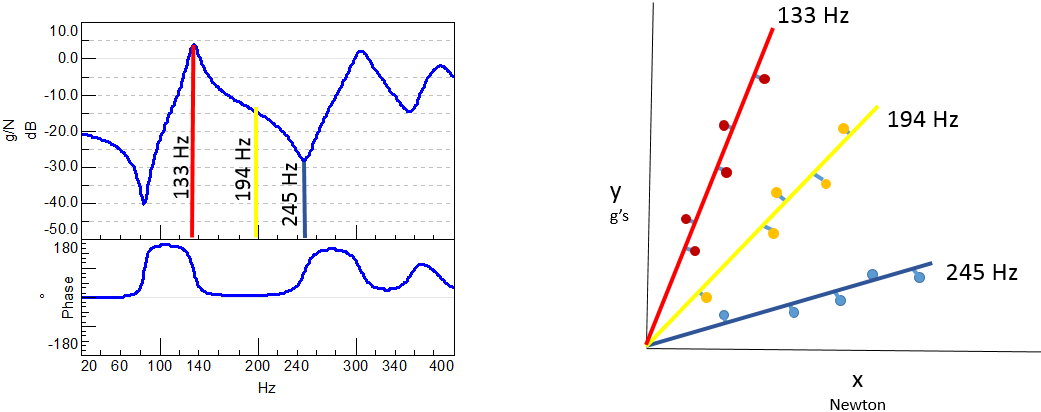 10.0
0.0
-10.0
-20.0
-30.0
-40.0
-50.0
g/N
dB
133 Hz
194 Hz
245 Hz
180
-180
°
Phase
20 60 100 140 200 240 300 340 400
Hz
133 Hz
194 Hz
245 Hz
y
g's
x
Newton